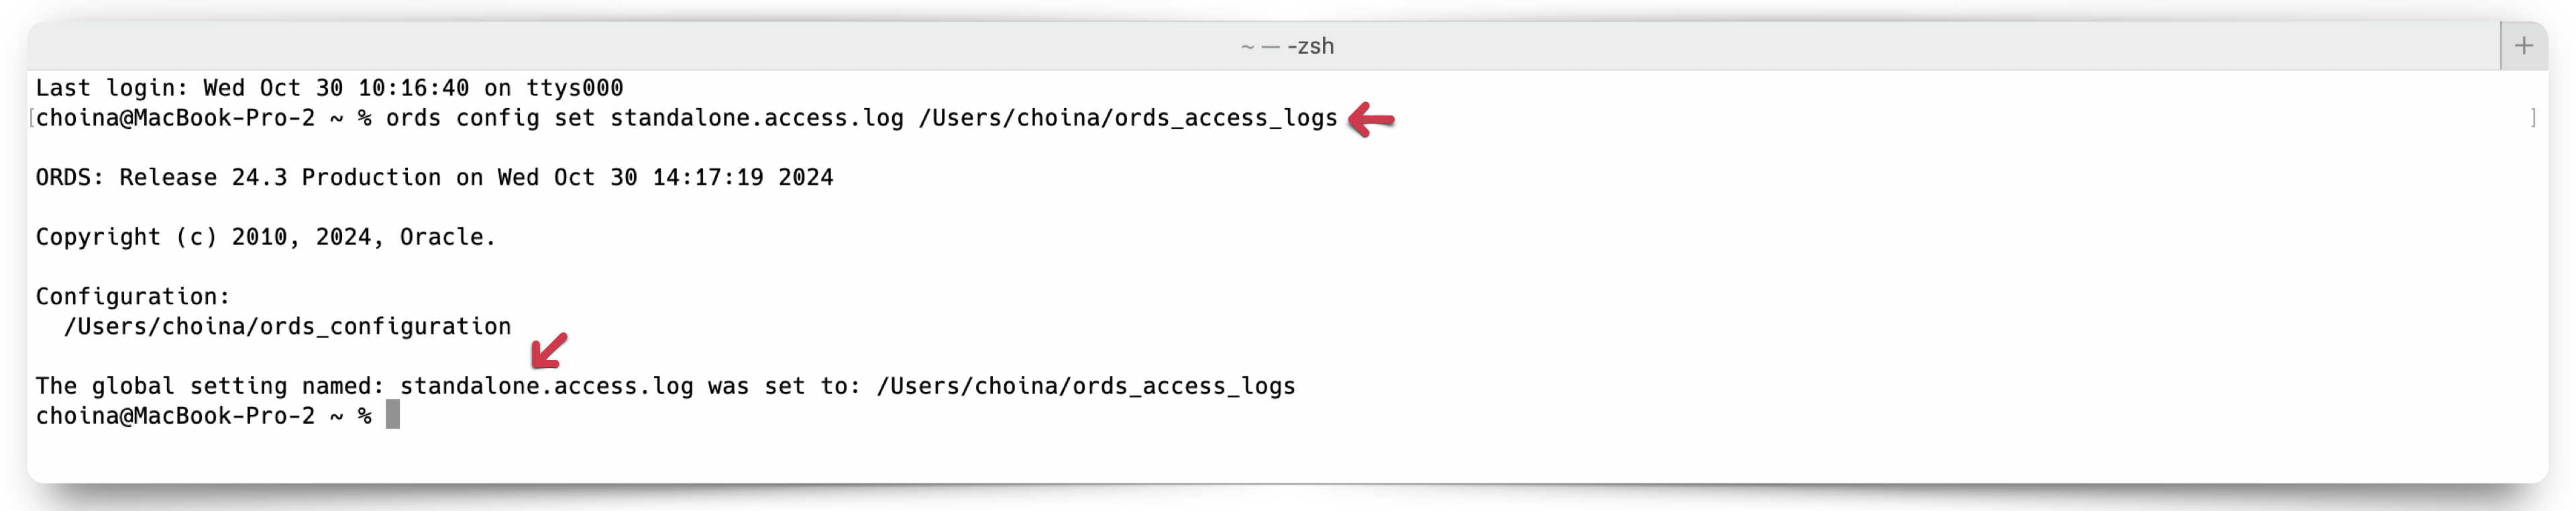 ~ — -zsh
Last login: Wed Oct 30 10:16:40 on ttys000
[choina@MacBook-Pro-2 ~ % ords config set standalone.access.log /Users/choina/ords_access_logs ]
ORDS: Release 24.3 Production on Wed Oct 30 14:17:19 2024
Copyright (c) 2010, 2024, Oracle.
Configuration:
/Users/choina/ords_configuration
The global setting named: standalone.access.log was set to: /Users/choina/ords_access_logs
choina@MacBook-Pro-2 ~ %